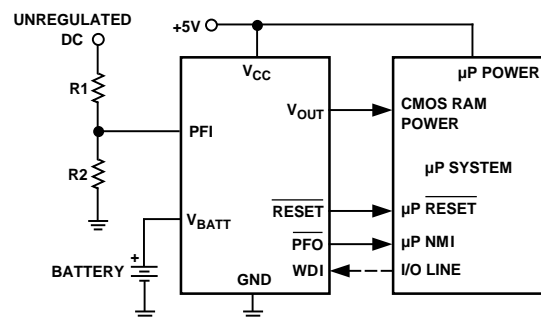 UNREGULATED
DC
+5V
R1
R2
BATTERY
+
VCC
PFI
VBATT
GND
VOUT
RESET
PFO
WDI
µP POWER
CMOS RAM
POWER
µP SYSTEM
µP RESET
µP NMI
I/O LINE